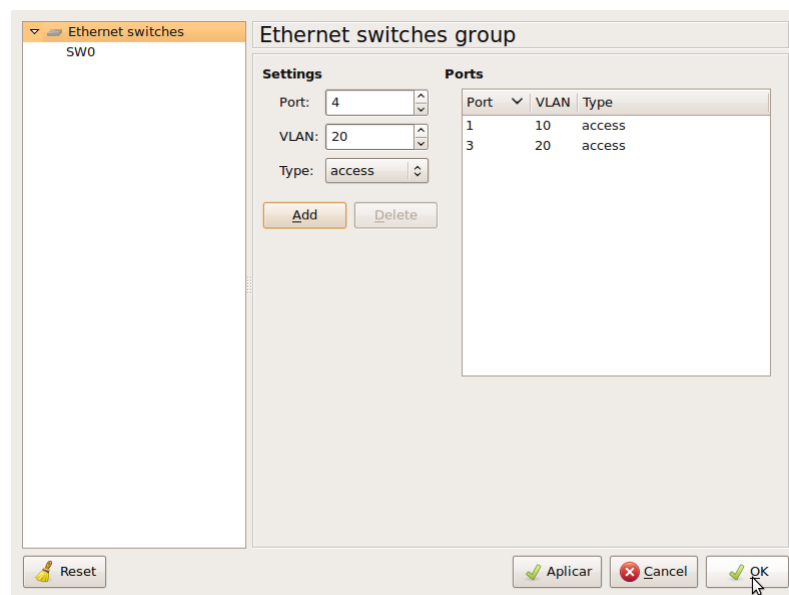 Ethernet switches
SW0
Ethernet switches group
Settings
Port: 4
VLAN: 20
Type: access
Add Delete
Ports
Port VLAN Type
1 10 access
3 20 access
Reset Aplicar Cancel OK